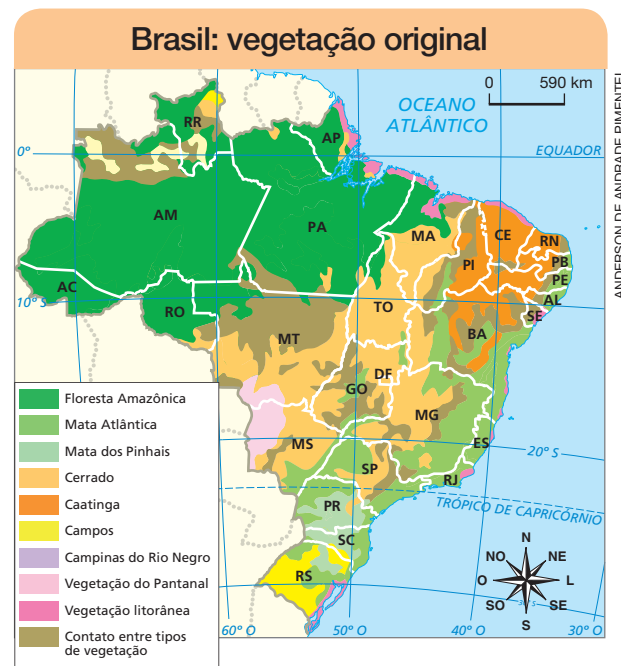 Brasil: vegetação original
0 590 km
OCEANO
ATLÂNTICO
ANDERSON DE ANDRADE PIMENTEL
RR
AP
0°
EQUADOR
AM
PA
MA
CE
RN
PB
PI
PE
AL
SE
AC
10° S
RO
TO
BA
MT
DF
GO
MG
MS
ES
20° S
SP
RJ
TRÓPICO DE CAPRICÓRNIO
PR
SC
RS
Floresta Amazônica
Mata Atlântica
Mata dos Pinhais
Cerrado
Caatinga
Campos
Campinas do Rio Negro
Vegetação do Pantanal
Vegetação litorânea
Contato entre tipos
de vegetação
N
NO NE
O L
SO SE
S
60° O 50° O 40° O 30° O